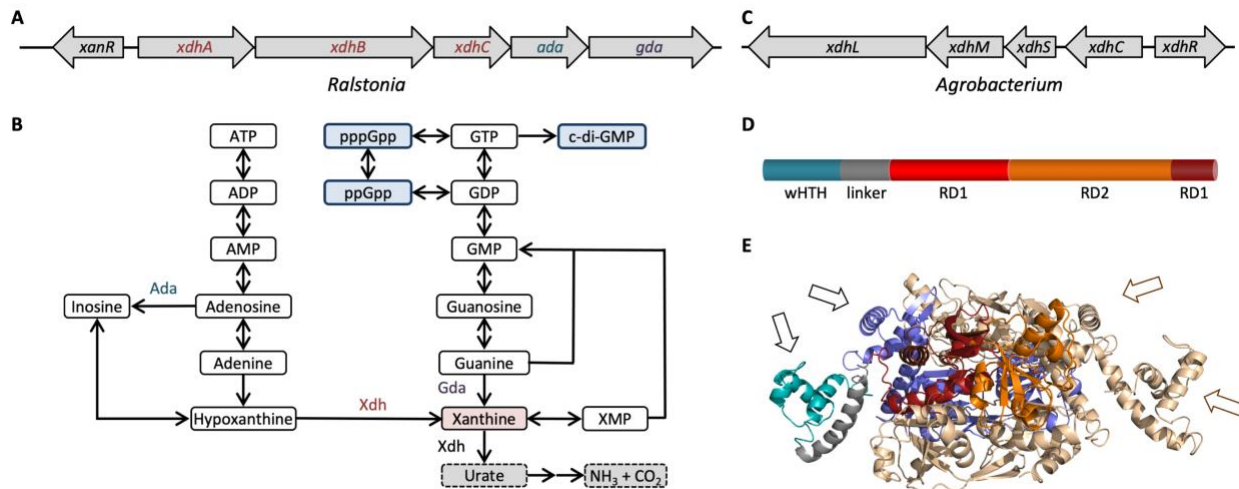 A
xanR xdhA xdhB xdhC ada gda
Ralstonia
C
xdhL xdhM xdhS xdhC xdhR
Agrobacterium
B
ATP pppGpp GTP c-di-GMP
ADP ppGpp GDP
AMP GMP
Ada
Inosine Adenosine Guanosine
Adenine Guanine
Gda
Xdh
Hypoxanthine Xanthine XMP
Xdh
Urate NH₃ + CO₂
D
wHTH linker RD1 RD2 RD1
E